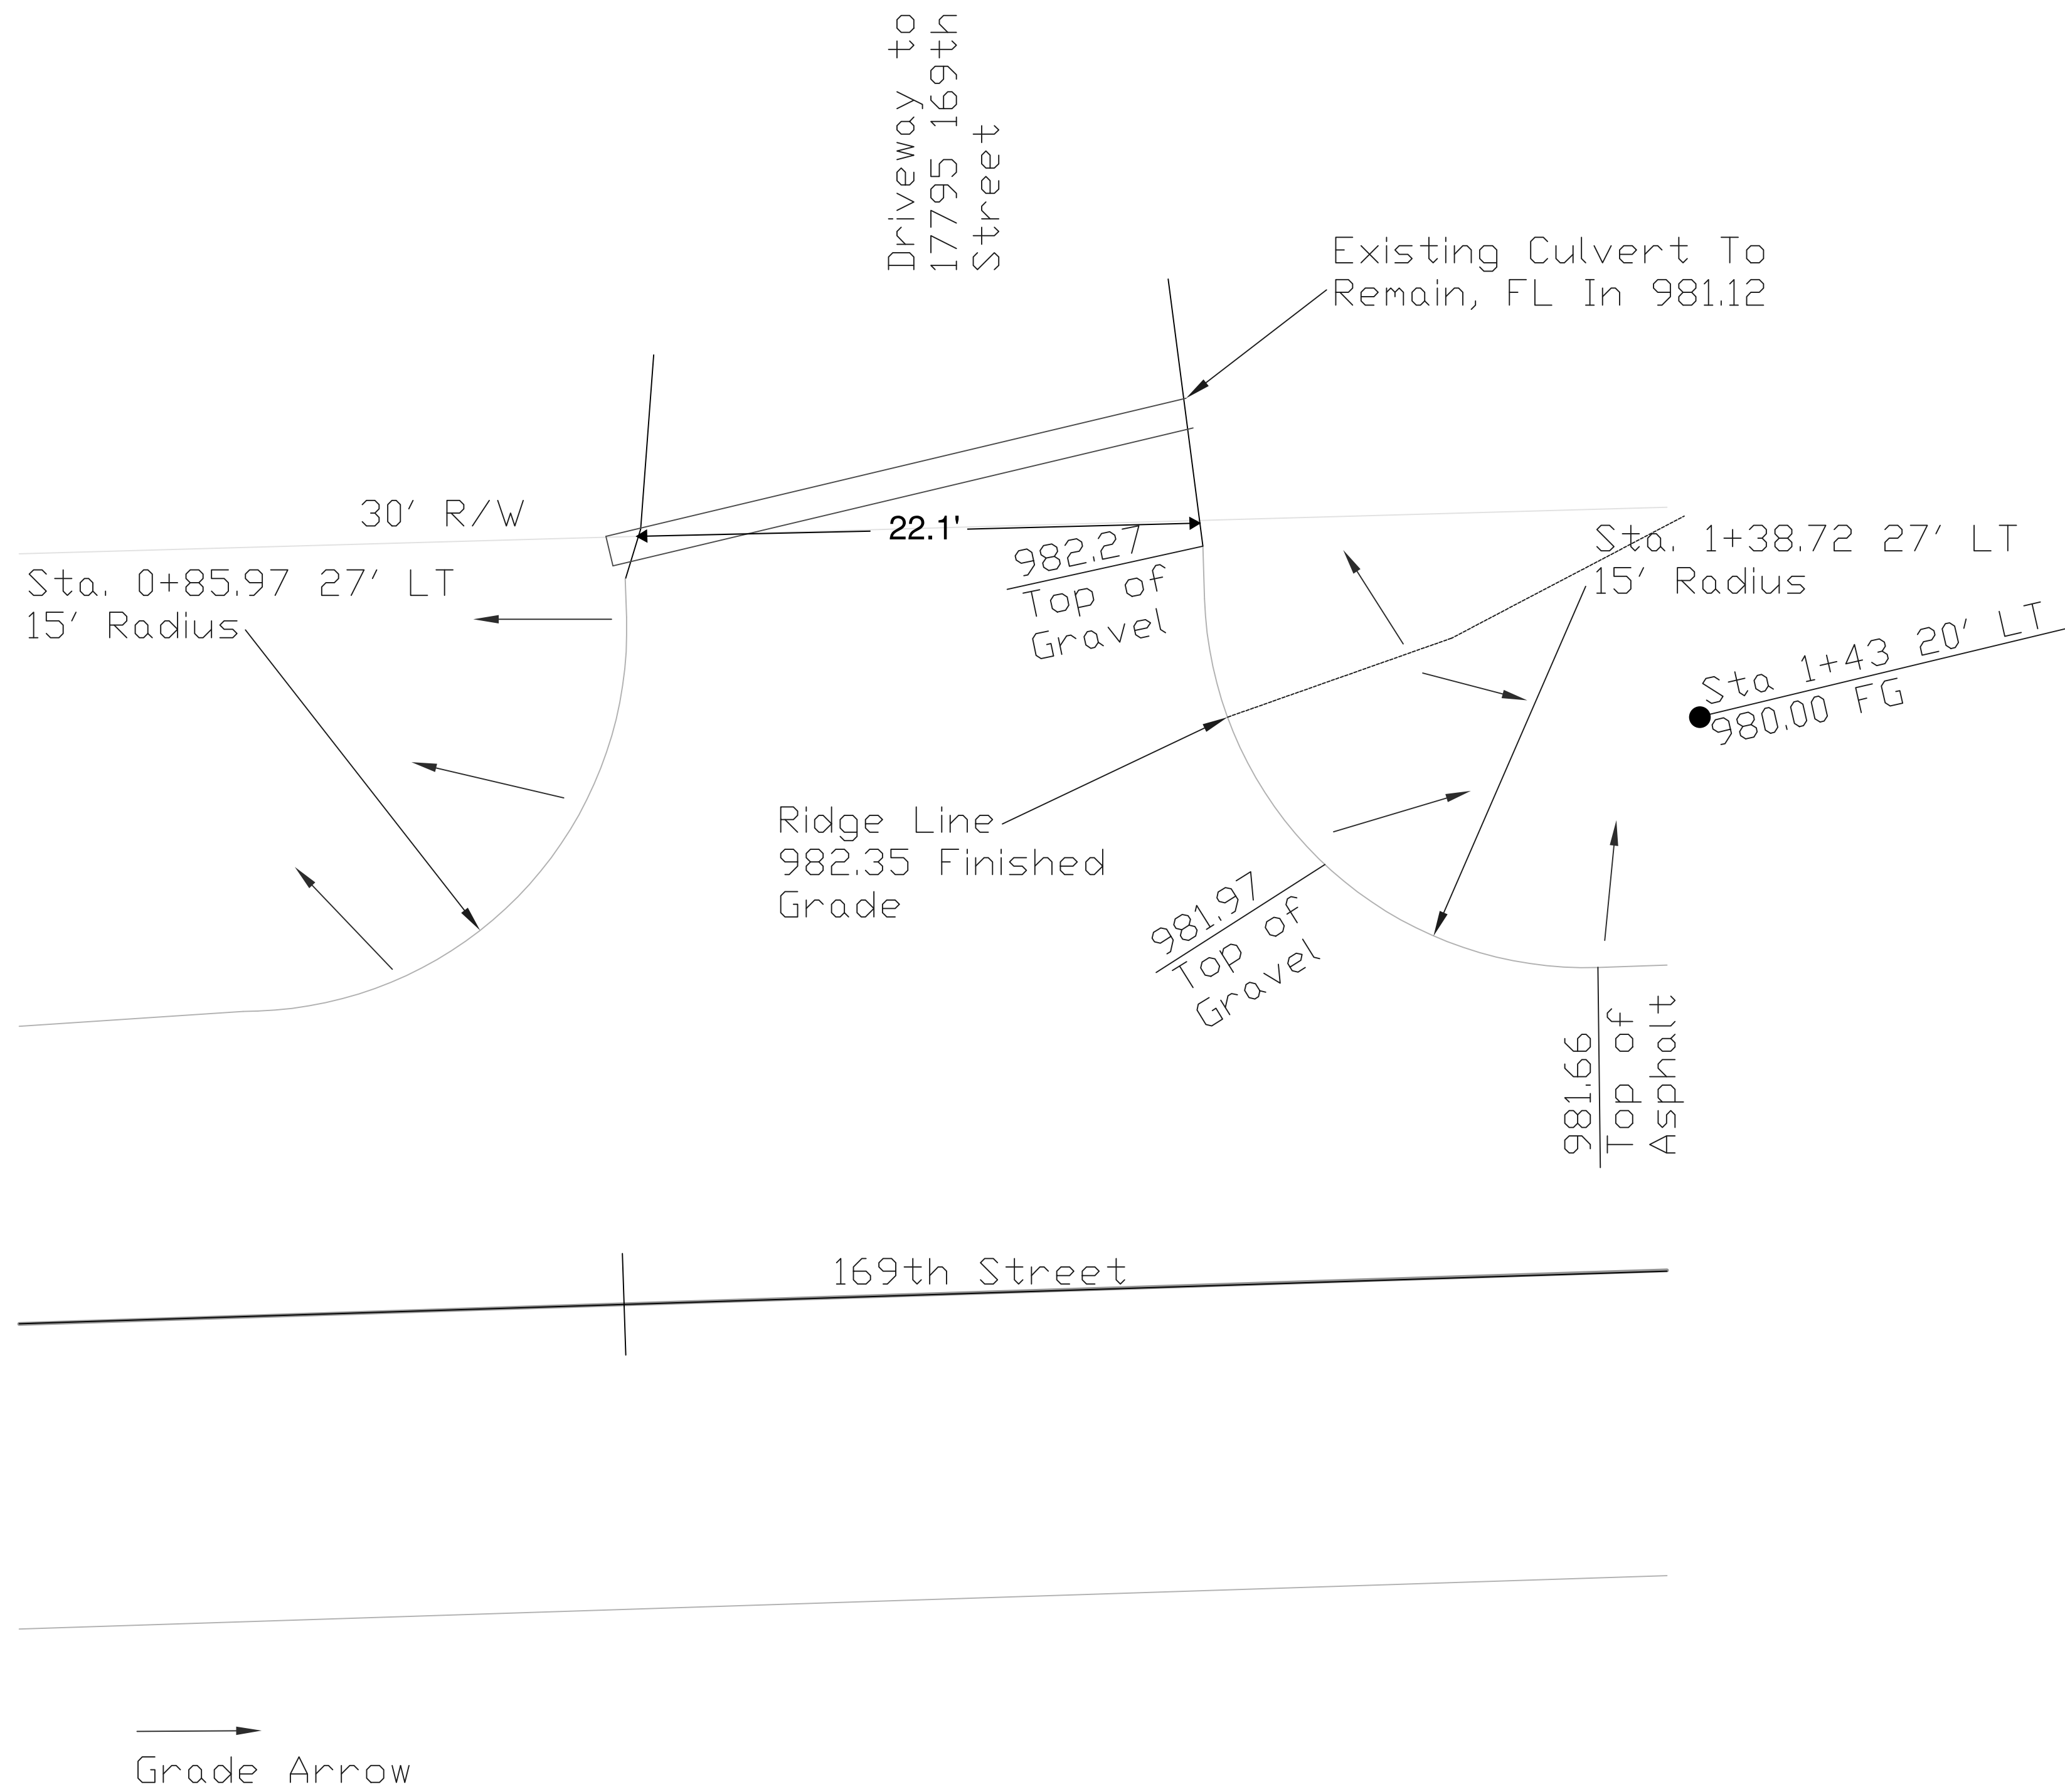 Driveway to
17795 169th
Street
Existing Culvert To
Remain, FL In 981.12
30' R/W
22.1'
982.27
Top of
Gravel
Sta. 0+85.97 27' LT
15' Radius
Sta. 1+38.72 27' LT
15' Radius
Sta 1+43 20' LT
980.00 FG
Ridge Line
982.35 Finished
Grade
981.97
Top of
Gravel
981.66
Top of
Asphalt
169th Street
Grade Arrow